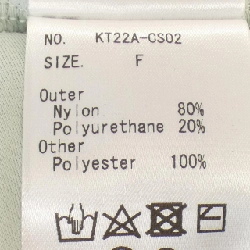 NO. KT22A-CS02
SIZE. F
Outer
Nylon 80%
Polyurethane 20%
Other
Polyester 100%